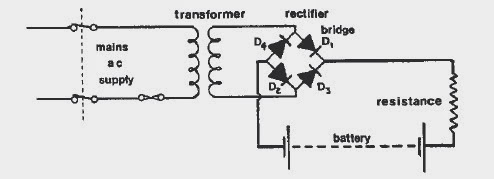 transformer
rectifier
bridge
mains
a c
supply
D4
D1
D2
D3
resistance
battery